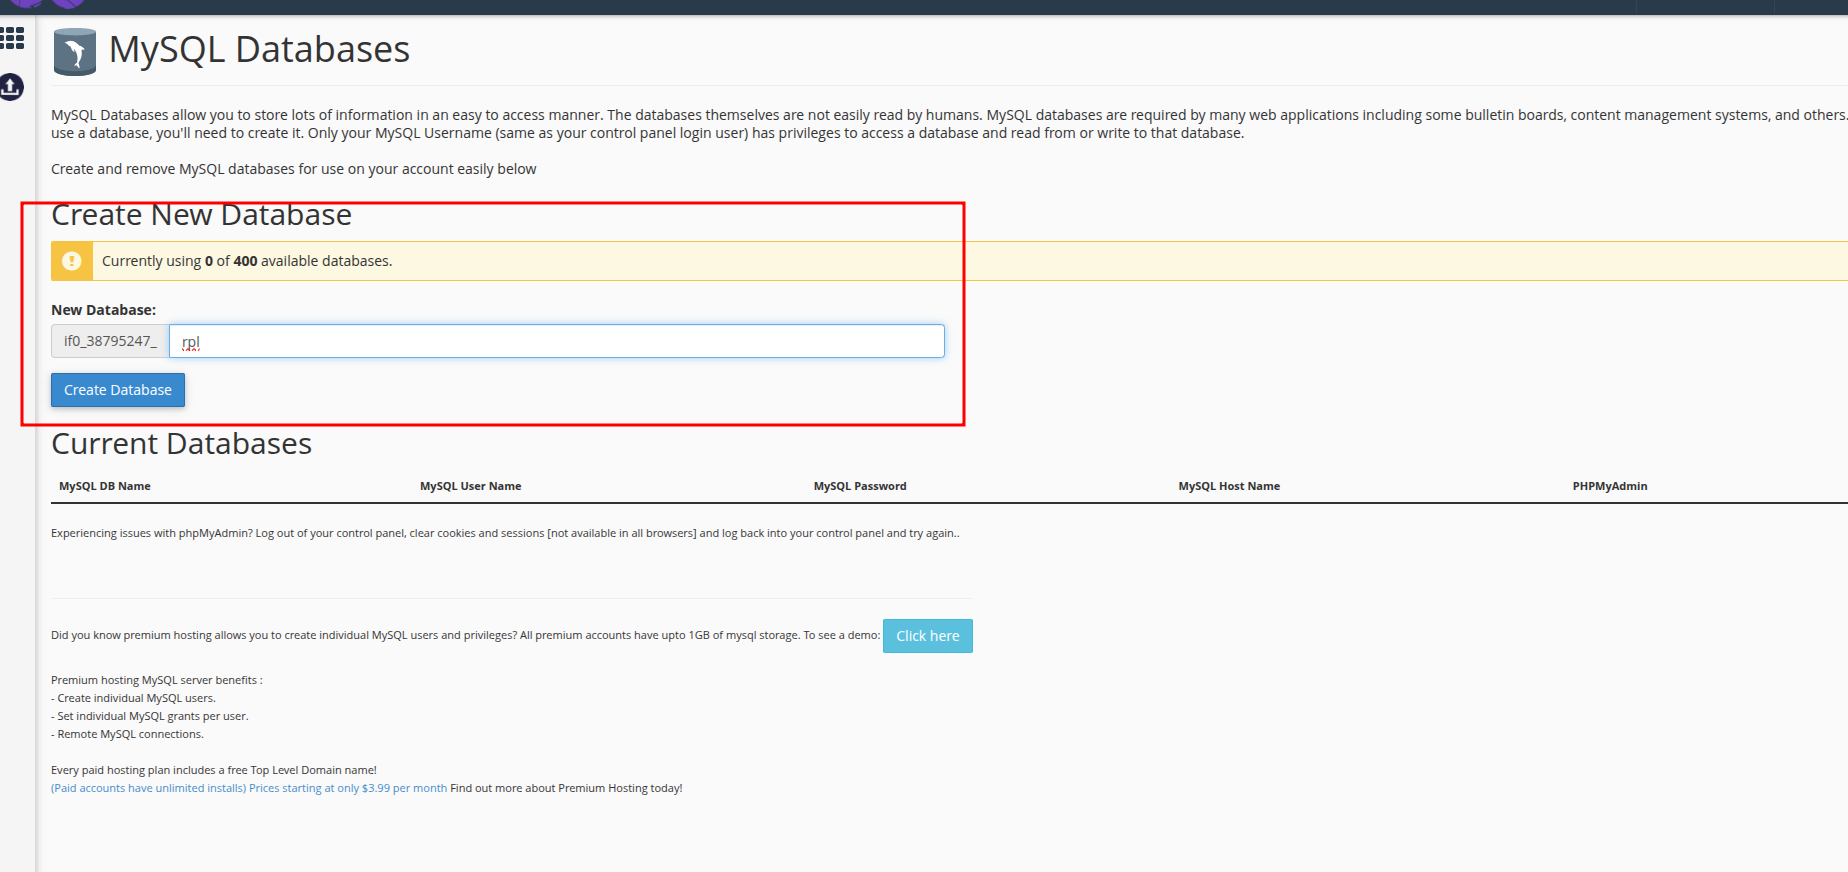 MySQL Databases
MySQL Databases allow you to store lots of information in an easy to access manner. The databases themselves are not easily read by humans. MySQL databases are required by many web applications including some bulletin boards, content management systems, and others.
use a database, you'll need to create it. Only your MySQL Username (same as your control panel login user) has privileges to access a database and read from or write to that database.
Create and remove MySQL databases for use on your account easily below
Create New Database
Currently using 0 of 400 available databases.
New Database:
if0_38795247_ rpl
Create Database
Current Databases
MySQL DB Name MySQL User Name MySQL Password MySQL Host Name PHPMyAdmin
Experiencing issues with phpMyAdmin? Log out of your control panel, clear cookies and sessions [not available in all browsers] and log back into your control panel and try again..
Did you know premium hosting allows you to create individual MySQL users and privileges? All premium accounts have upto 1GB of mysql storage. To see a demo: Click here
Premium hosting MySQL server benefits :
- Create individual MySQL users.
- Set individual MySQL grants per user.
- Remote MySQL connections.
Every paid hosting plan includes a free Top Level Domain name!
(Paid accounts have unlimited installs) Prices starting at only $3.99 per month Find out more about Premium Hosting today!